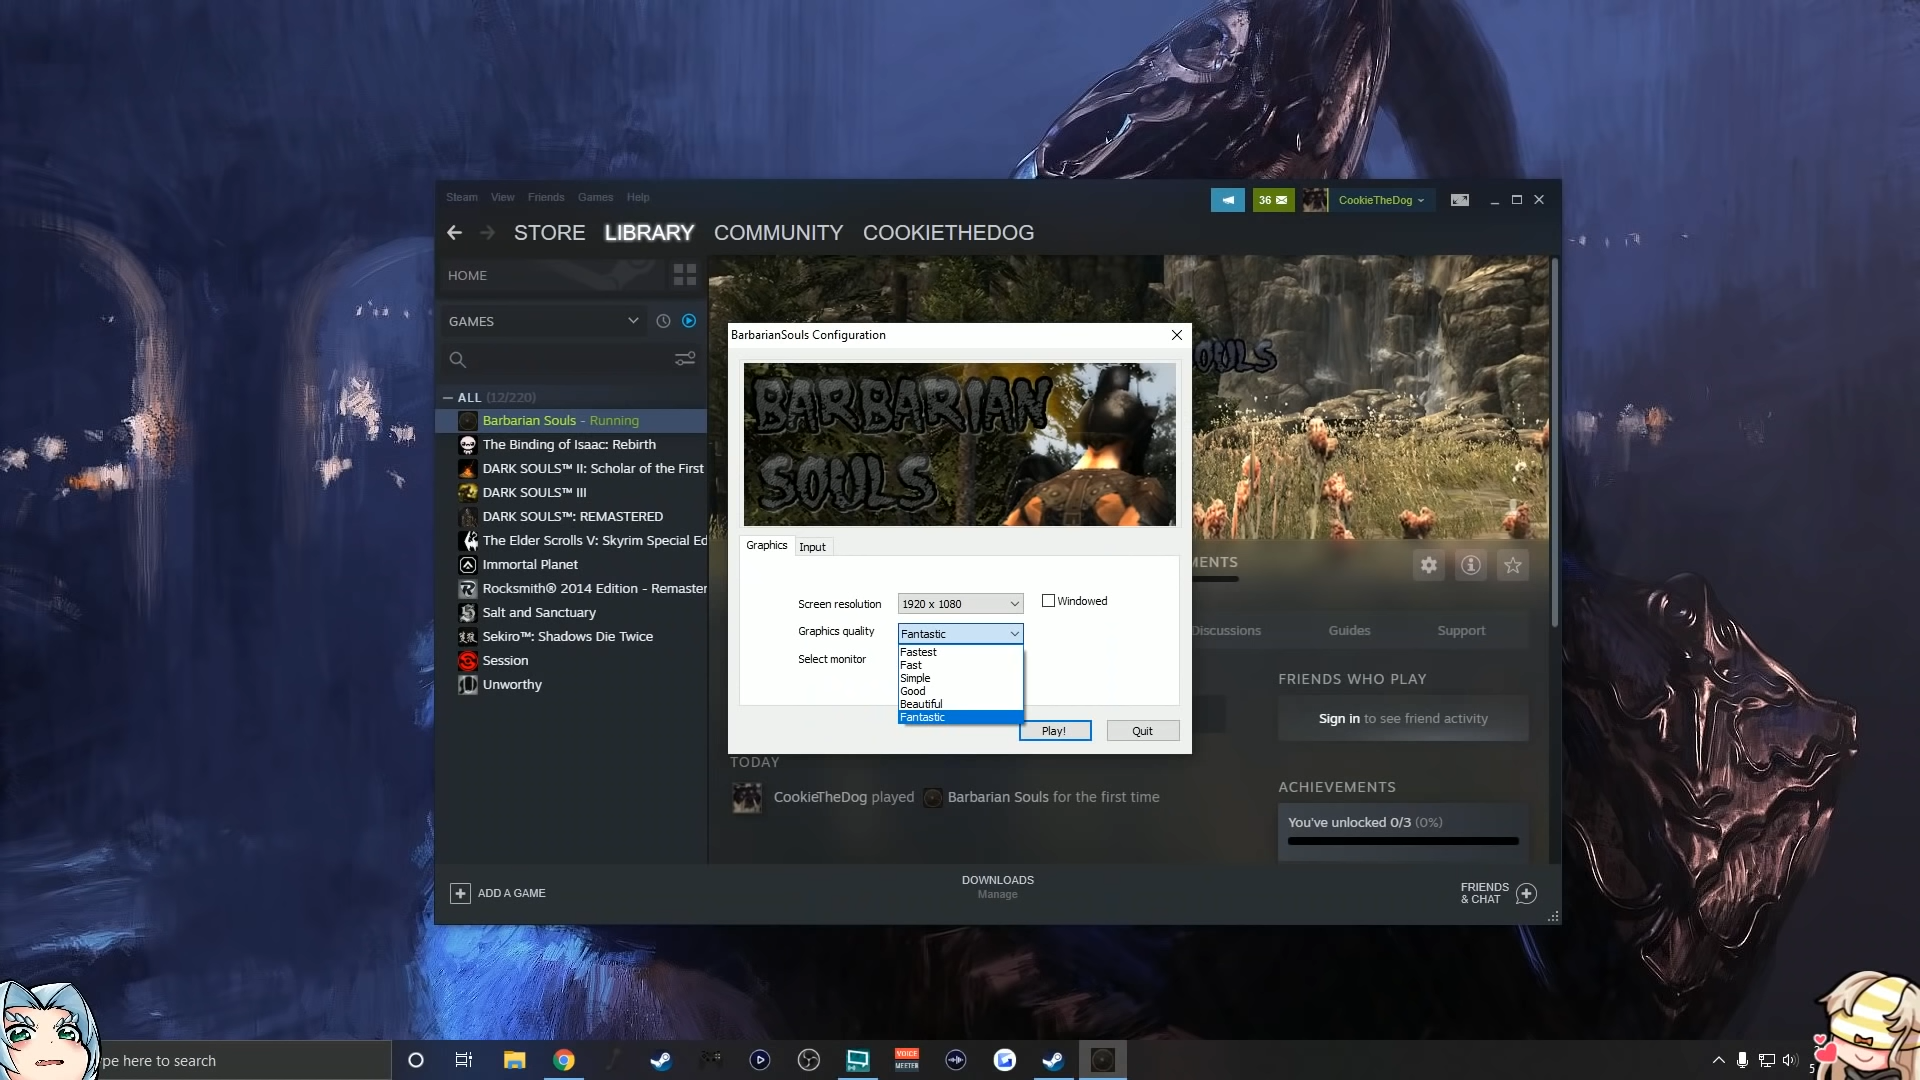 Steam View Friends Games Help
36
CookieTheDog
STORE LIBRARY COMMUNITY COOKIETHEDOG
HOME
GAMES
ALL (12/220)
Barbarian Souls - Running
The Binding of Isaac: Rebirth
DARK SOULS™ II: Scholar of the First
DARK SOULS™ III
DARK SOULS™: REMASTERED
The Elder Scrolls V: Skyrim Special Ed
Immortal Planet
Rocksmith® 2014 Edition - Remaster
Salt and Sanctuary
Sekiro™: Shadows Die Twice
Session
Unworthy
BarbarianSouls Configuration
BARBARIAN
SOULS
OULS
Graphics Input
Screen resolution 1920 x 1080 Windowed
Graphics quality Fantastic
Select monitor
Fastest
Fast
Simple
Good
Beautiful
Fantastic
Play! Quit
MENTS
Discussions Guides Support
FRIENDS WHO PLAY
Sign in to see friend activity
TODAY
CookieTheDog played Barbarian Souls for the first time
ACHIEVEMENTS
You've unlocked 0/3 (0%)
ADD A GAME
DOWNLOADS
Manage
FRIENDS
& CHAT
pe here to search
VOICE
MEETER
5